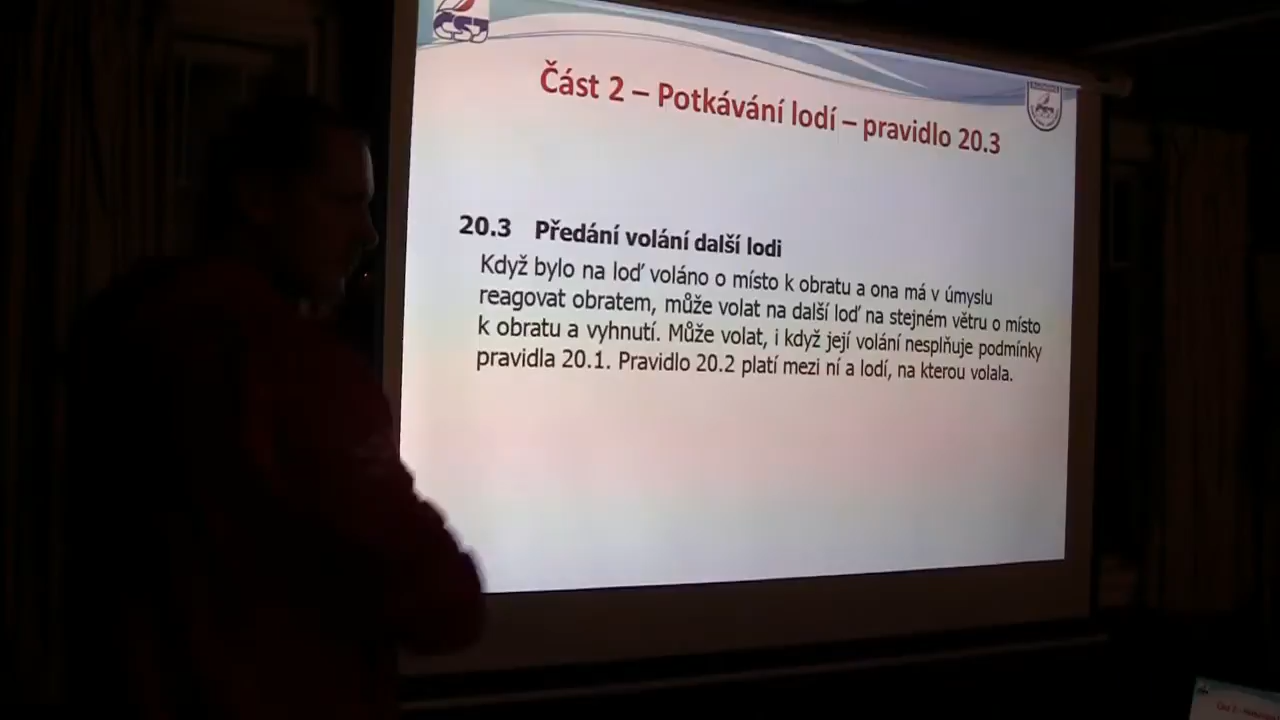 ČSJ
Část 2 – Potkávání lodí – pravidlo 20.3
20.3 Předání volání další lodi
Když bylo na loď voláno o místo k obratu a ona má v úmyslu
reagovat obratem, může volat na další loď na stejném větru o místo
k obratu a vyhnutí. Může volat, i když její volání nesplňuje podmínky
pravidla 20.1. Pravidlo 20.2 platí mezi ní a lodí, na kterou volala.